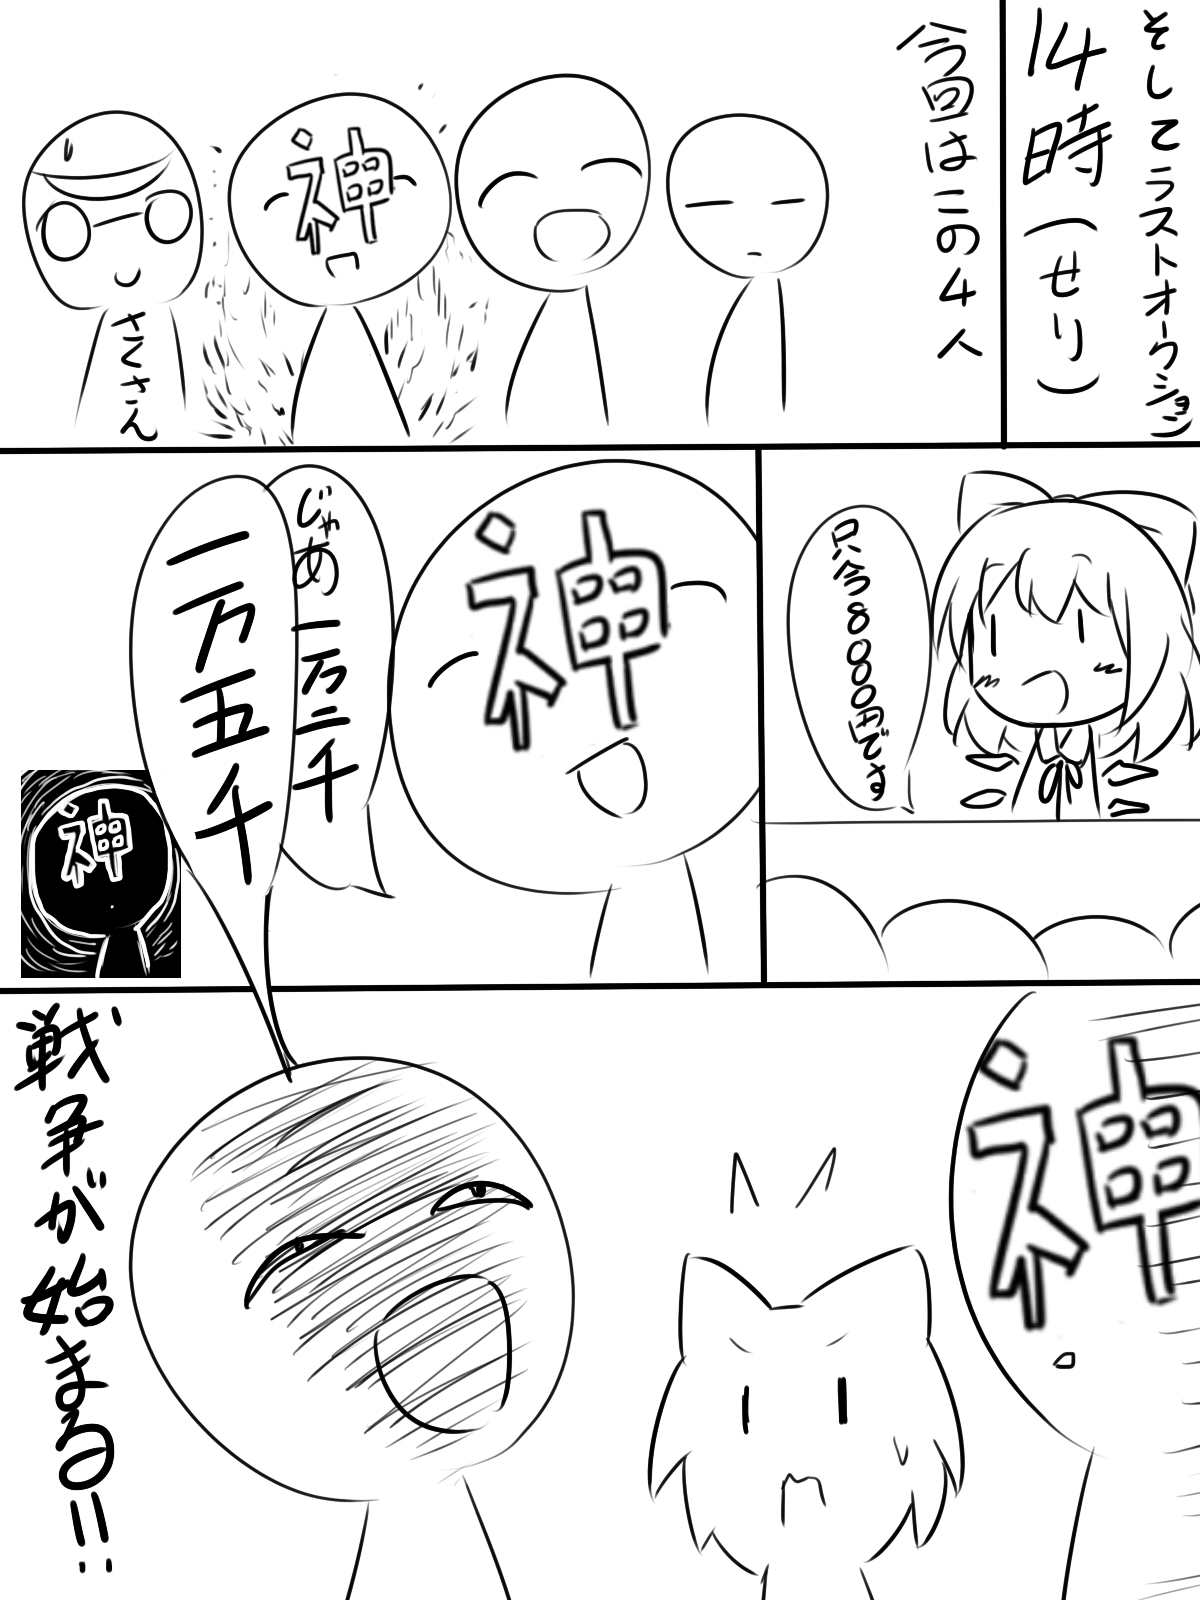 そしてラストオークション
14時(せり)
今回はこの4人
神
さくさん
只今8000円です
神
じゃあ一万二千
一万五千
神
神
戦争が始まる!!